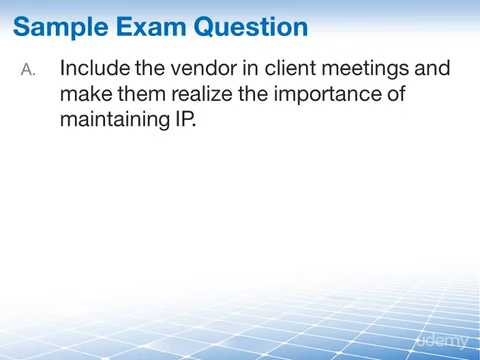 Sample Exam Question
A. Include the vendor in client meetings and
make them realize the importance of
maintaining IP.
udemy